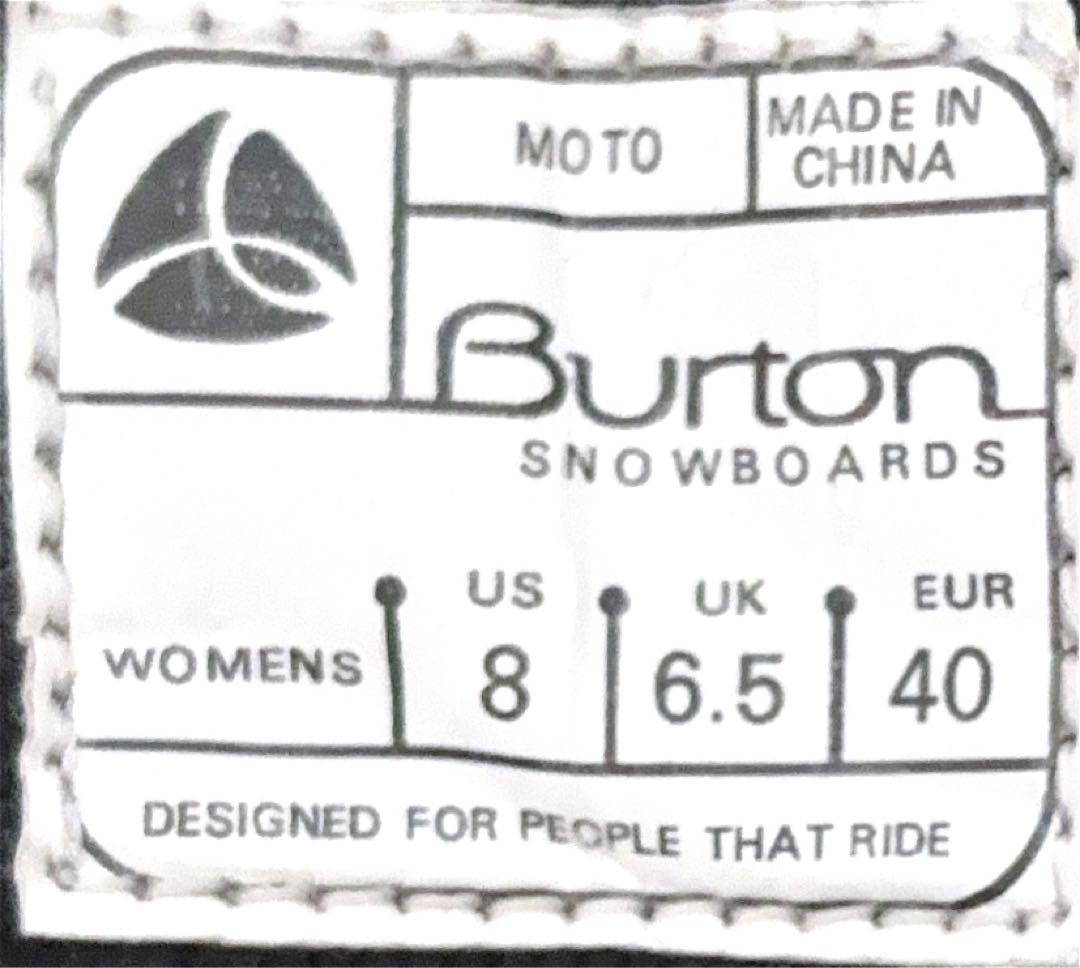 MOTO
MADE IN
CHINA
Burton
SNOWBOARDS
WOMENS
US
8
UK
6.5
EUR
40
DESIGNED FOR PEOPLE THAT RIDE